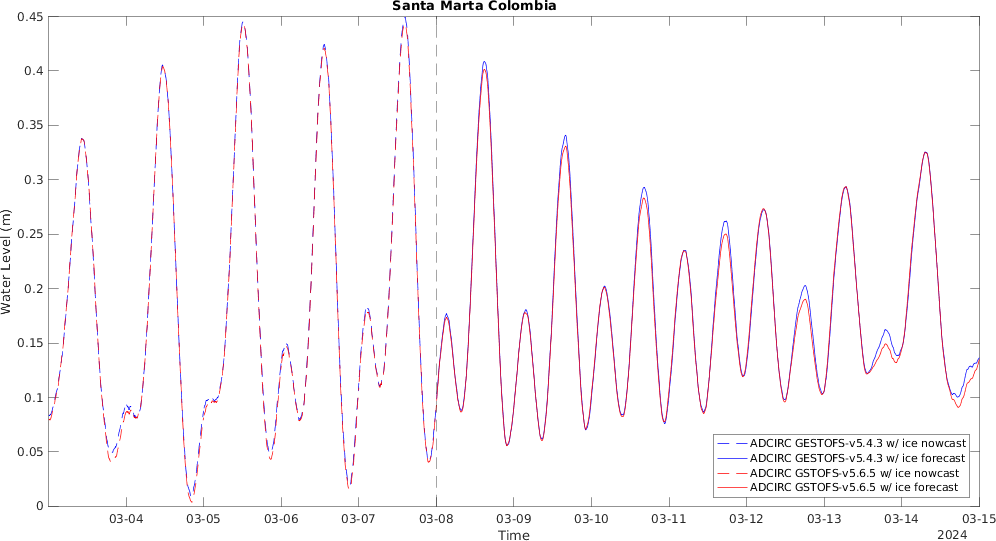 Santa Marta Colombia
0.45
0.4
0.35
0.3
0.25
0.2
0.15
0.1
0.05
0
Water Level (m)
ADCIRC GESTOFS-v5.4.3 w/ ice nowcast
ADCIRC GESTOFS-v5.4.3 w/ ice forecast
ADCIRC GSTOFS-v5.6.5 w/ ice nowcast
ADCIRC GSTOFS-v5.6.5 w/ ice forecast
03-04 03-05 03-06 03-07 03-08 03-09 03-10 03-11 03-12 03-13 03-14 03-15
Time
2024